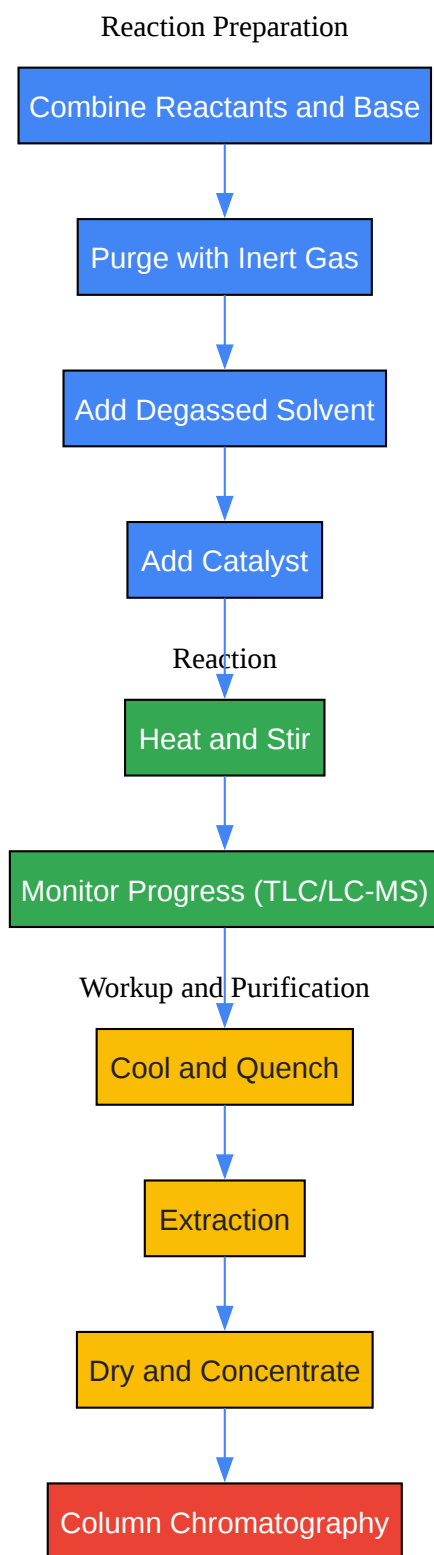 Reaction Preparation
Combine Reactants and Base
Purge with Inert Gas
Add Degassed Solvent
Add Catalyst
Reaction
Heat and Stir
Monitor Progress (TLC/LC-MS)
Workup and Purification
Cool and Quench
Extraction
Dry and Concentrate
Column Chromatography